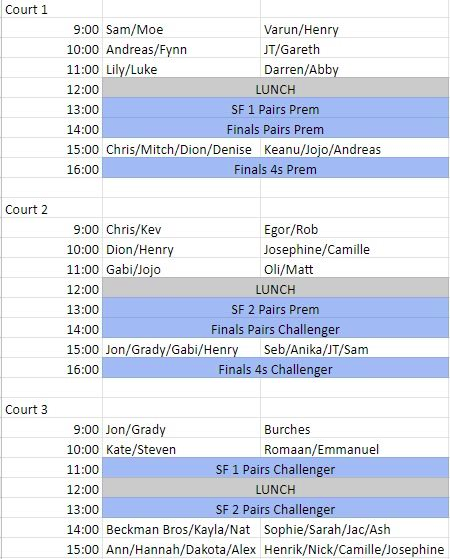 Court 1
9:00 Sam/Moe Varun/Henry
10:00 Andreas/Fynn JT/Gareth
11:00 Lily/Luke Darren/Abby
12:00 LUNCH
13:00 SF 1 Pairs Prem
14:00 Finals Pairs Prem
15:00 Chris/Mitch/Dion/Denise Keanu/Jojo/Andreas
16:00 Finals 4s Prem
Court 2
9:00 Chris/Kev Egor/Rob
10:00 Dion/Henry Josephine/Camille
11:00 Gabi/Jojo Oli/Matt
12:00 LUNCH
13:00 SF 2 Pairs Prem
14:00 Finals Pairs Challenger
15:00 Jon/Grady/Gabi/Henry Seb/Anika/JT/Sam
16:00 Finals 4s Challenger
Court 3
9:00 Jon/Grady Burches
10:00 Kate/Steven Romaan/Emmanuel
11:00 SF 1 Pairs Challenger
12:00 LUNCH
13:00 SF 2 Pairs Challenger
14:00 Beckman Bros/Kayla/Nat Sophie/Sarah/Jac/Ash
15:00 Ann/Hannah/Dakota/Alex Henrik/Nick/Camille/Josephine